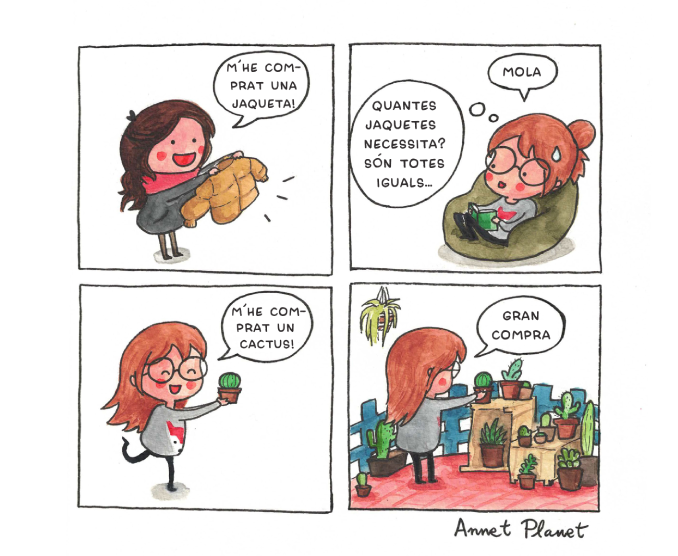 M'HE COM-
PRAT UNA
JAQUETA!
MOLA
QUANTES
JAQUETES
NECESSITA?
SÓN TOTES
IGUALS...
M'HE COM-
PRAT UN
CACTUS!
GRAN
COMPRA
Annet Planet